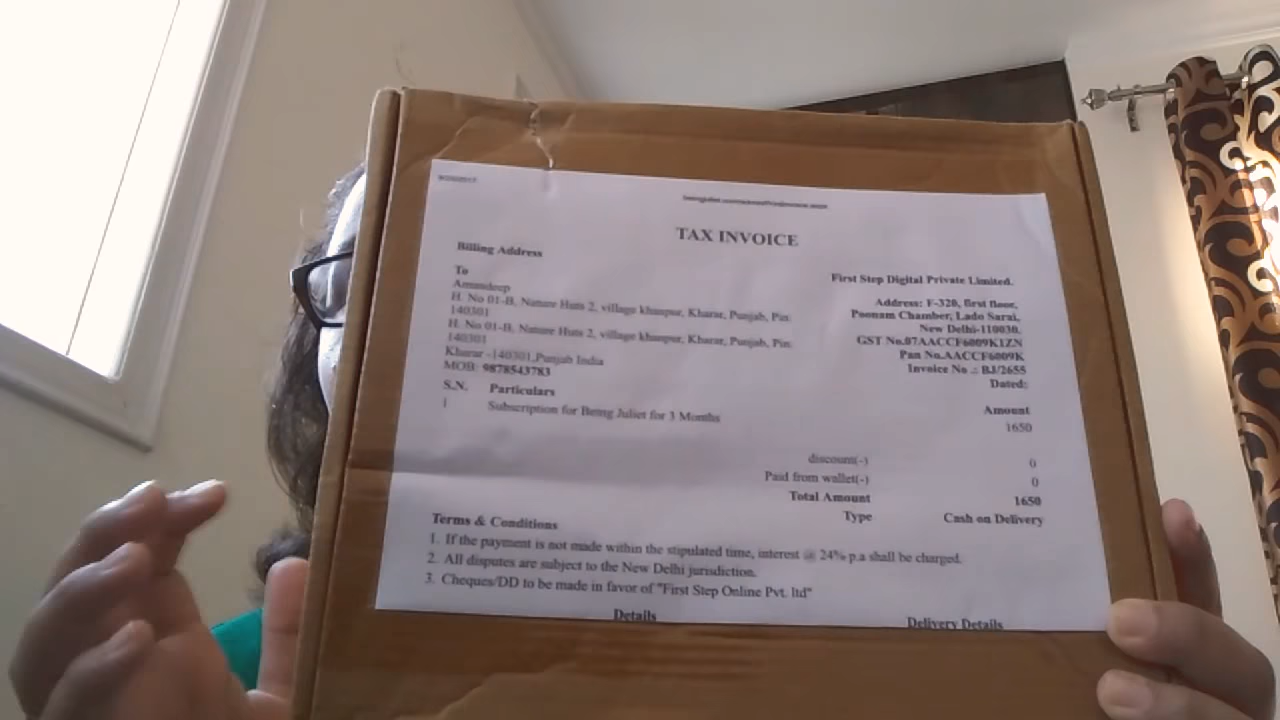 TAX INVOICE
Billing Address
To
Amandeep
H. No 01-B, Nature Huts 2, village khanpur, Kharar, Punjab, Pin:
140301
H. No 01-B, Nature Huts 2, village khanpur, Kharar, Punjab, Pin:
140301
Kharar -140301,Punjab India
MOB: 9878543783
First Step Digital Private Limited.
Address: F-320, first floor,
Poonam Chamber, Lado Sarai,
New Delhi-110030.
GST No.07AACCF6009K1ZN
Pan No.AACCF6009K
Invoice No .: BJ/2655
Dated:
S.N. Particulars Amount
1 Subscription for Being Juliet for 3 Months 1650
discount(-) 0
Paid from wallet(-) 0
Total Amount 1650
Type Cash on Delivery
Terms & Conditions
1. If the payment is not made within the stipulated time, interest @ 24% p.a shall be charged.
2. All disputes are subject to the New Delhi jurisdiction.
3. Cheques/DD to be made in favor of "First Step Online Pvt. ltd"
Details Delivery Details